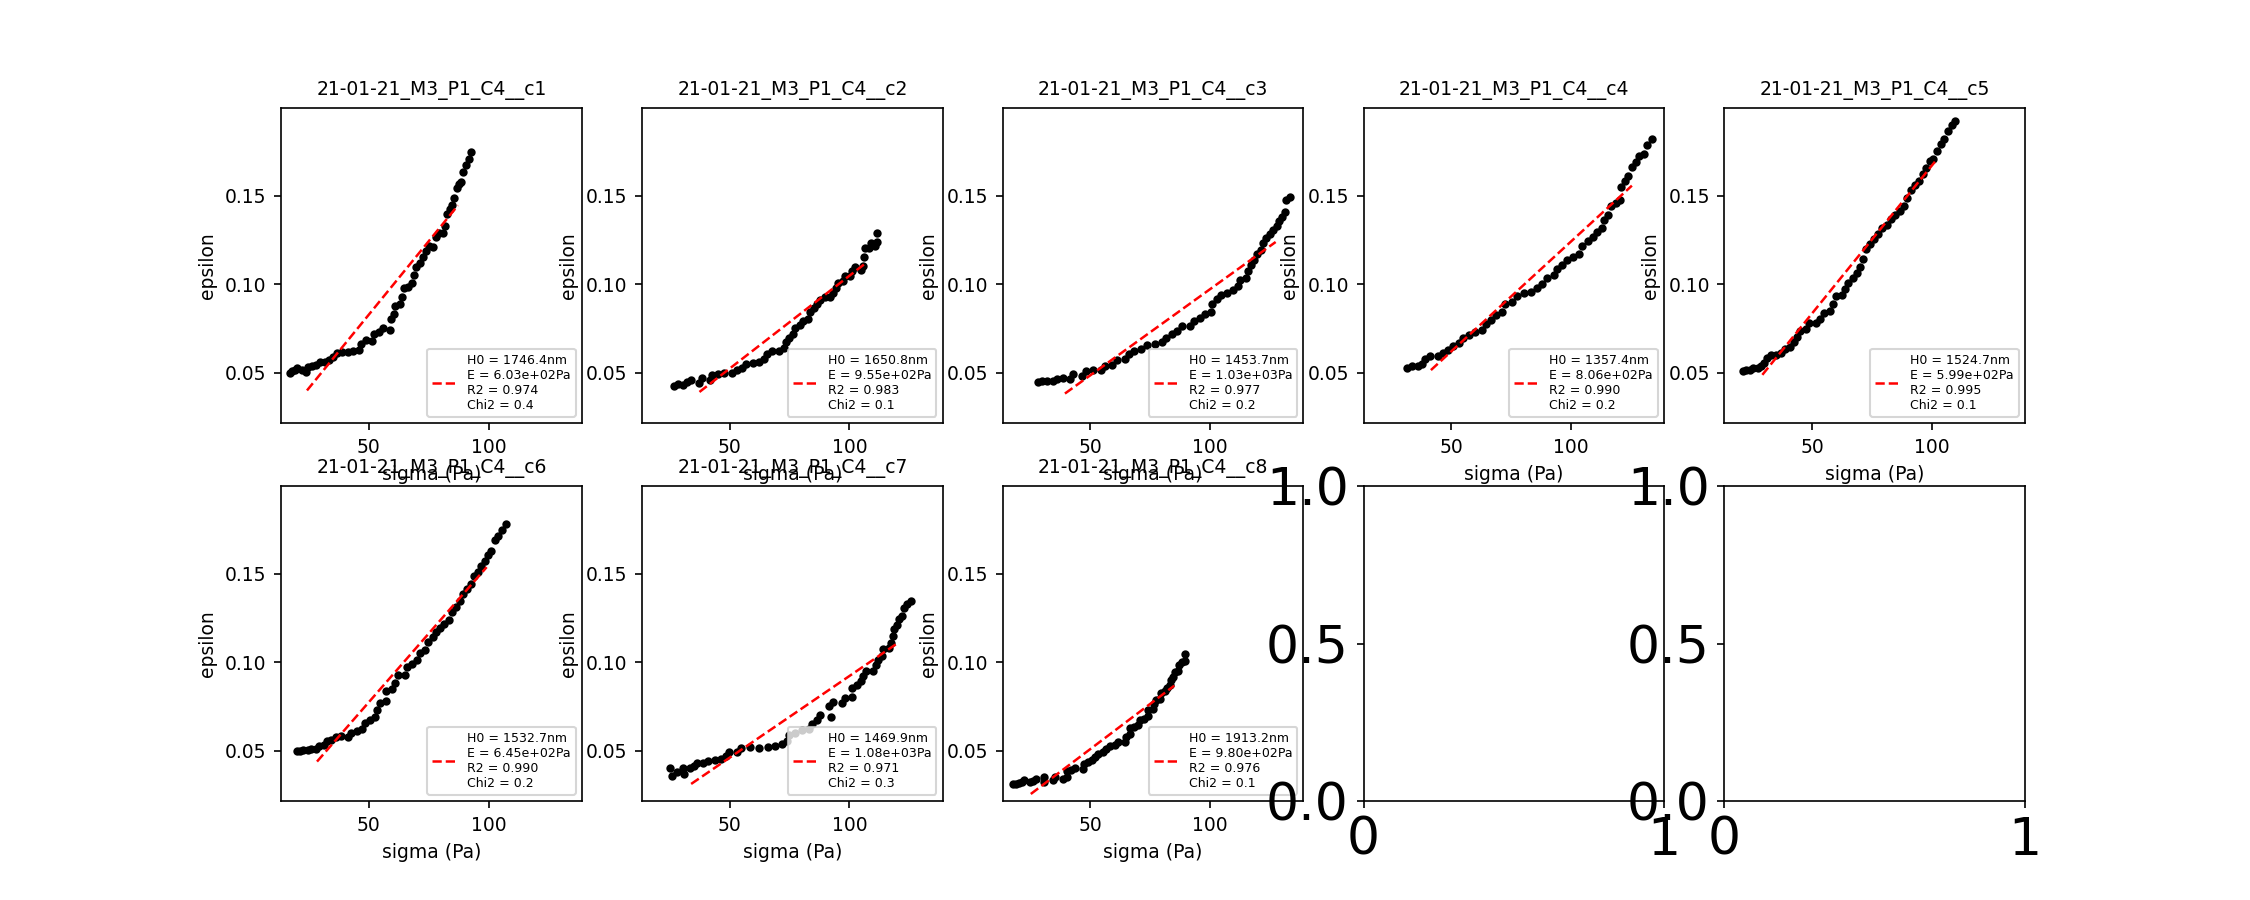 21-01-21_M3_P1_C4__c1
epsilon
0.15
0.10
0.05
H0 = 1746.4nm
E = 6.03e+02Pa
R2 = 0.974
Chi2 = 0.4
50 100
sigma (Pa)
21-01-21_M3_P1_C4__c2
epsilon
0.15
0.10
0.05
H0 = 1650.8nm
E = 9.55e+02Pa
R2 = 0.983
Chi2 = 0.1
50 100
sigma (Pa)
21-01-21_M3_P1_C4__c3
epsilon
0.15
0.10
0.05
H0 = 1453.7nm
E = 1.03e+03Pa
R2 = 0.977
Chi2 = 0.2
50 100
sigma (Pa)
21-01-21_M3_P1_C4__c4
epsilon
0.15
0.10
0.05
H0 = 1357.4nm
E = 8.06e+02Pa
R2 = 0.990
Chi2 = 0.2
50 100
sigma (Pa)
21-01-21_M3_P1_C4__c5
epsilon
0.15
0.10
0.05
H0 = 1524.7nm
E = 5.99e+02Pa
R2 = 0.995
Chi2 = 0.1
50 100
sigma (Pa)
21-01-21_M3_P1_C4__c6
epsilon
0.15
0.10
0.05
H0 = 1532.7nm
E = 6.45e+02Pa
R2 = 0.990
Chi2 = 0.2
50 100
sigma (Pa)
21-01-21_M3_P1_C4__c7
epsilon
0.15
0.10
0.05
H0 = 1469.9nm
E = 1.08e+03Pa
R2 = 0.971
Chi2 = 0.3
50 100
sigma (Pa)
21-01-21_M3_P1_C4__c8
epsilon
0.15
0.10
0.05
H0 = 1913.2nm
E = 9.80e+02Pa
R2 = 0.976
Chi2 = 0.1
50 100
sigma (Pa)
1.0
0.5
0.0
0 1
1.0
0.5
0.0
0 1